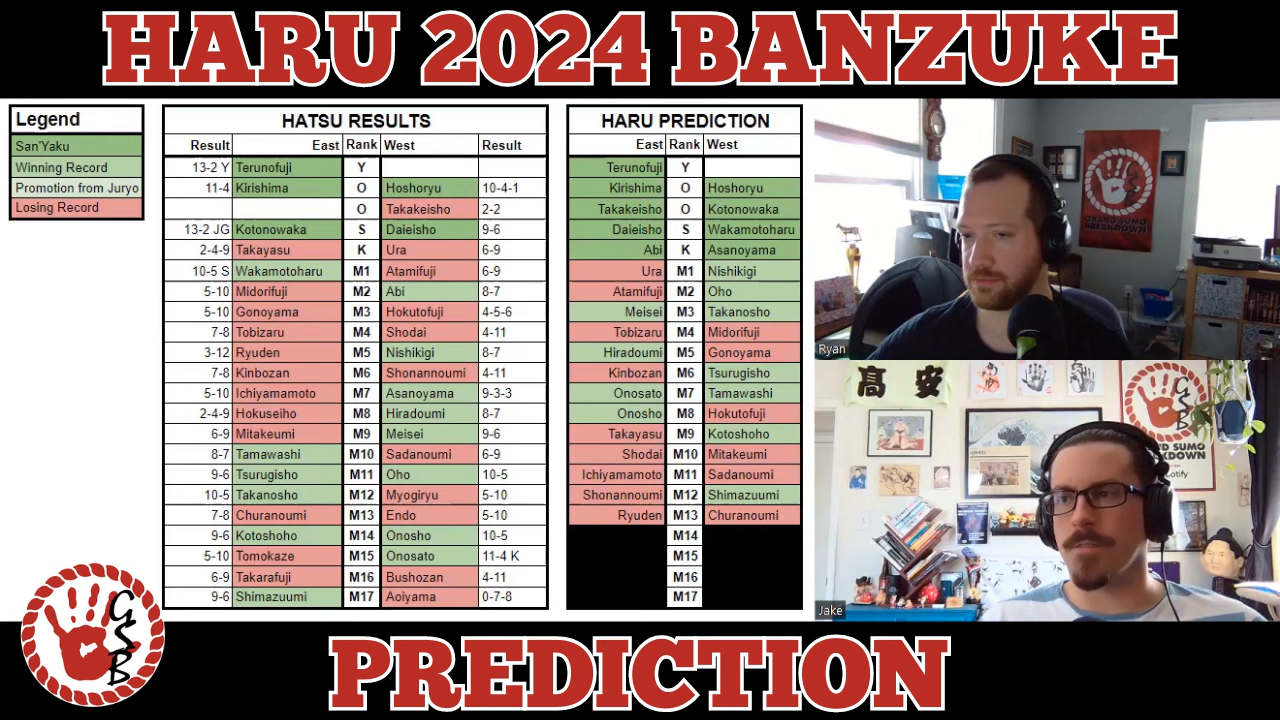 HARU 2024 BANZUKE
Legend
San'Yaku
Winning Record
Promotion from Juryo
Losing Record
HATSU RESULTS
Result East Rank West Result
13-2 Y Terunofuji Y
11-4 Kirishima O Hoshoryu 10-4-1
O Takakeisho 2-2
13-2 JG Kotonowaka S Daieisho 9-6
2-4-9 Takayasu K Ura 6-9
10-5 S Wakamotoharu M1 Atamifuji 6-9
5-10 Midorifuji M2 Abi 8-7
5-10 Gonoyama M3 Hokutofuji 4-5-6
7-8 Tobizaru M4 Shodai 4-11
3-12 Ryuden M5 Nishikigi 8-7
7-8 Kinbozan M6 Shonannoumi 4-11
5-10 Ichiyamamoto M7 Asanoyama 9-3-3
2-4-9 Hokuseiho M8 Hiradoumi 8-7
6-9 Mitakeumi M9 Meisei 9-6
8-7 Tamawashi M10 Sadanoumi 6-9
9-6 Tsurugisho M11 Oho 10-5
10-5 Takanosho M12 Myogiryu 5-10
7-8 Churanoumi M13 Endo 5-10
9-6 Kotoshoho M14 Onosho 10-5
5-10 Tomokaze M15 Onosato 11-4 K
6-9 Takarafuji M16 Bushozan 4-11
9-6 Shimazuumi M17 Aoiyama 0-7-8
HARU PREDICTION
East Rank West
Terunofuji Y
Kirishima O Hoshoryu
Takakeisho O Kotonowaka
Daieisho S Wakamotoharu
Abi K Asanoyama
Ura M1 Nishikigi
Atamifuji M2 Oho
Meisei M3 Takanosho
Tobizaru M4 Midorifuji
Hiradoumi M5 Gonoyama
Kinbozan M6 Tsurugisho
Onosato M7 Tamawashi
Onosho M8 Hokutofuji
Takayasu M9 Kotoshoho
Shodai M10 Mitakeumi
Ichiyamamoto M11 Sadanoumi
Shonannoumi M12 Shimazuumi
Ryuden M13 Churanoumi
M14
M15
M16
M17
GRAND SUMO
BREAKDOWN
Ryan
高安
GSB
Jake
GSB
PREDICTION